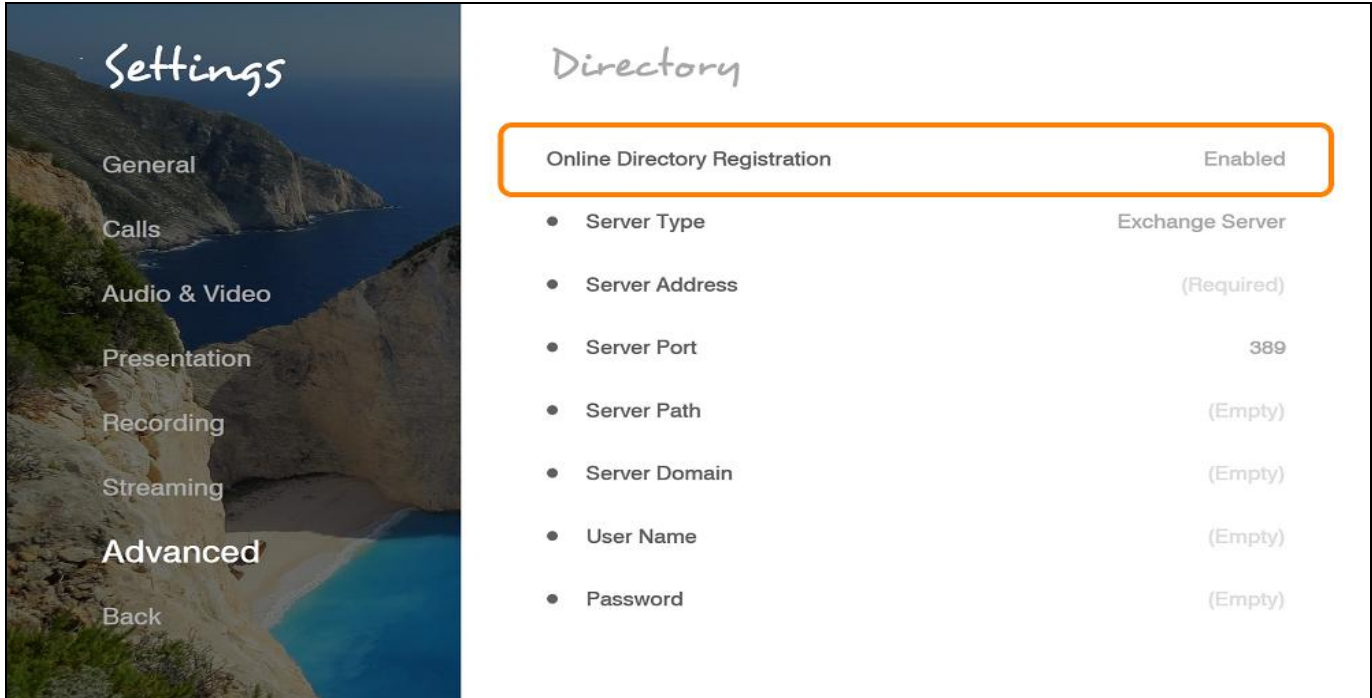 Settings
General
Calls
Audio & Video
Presentation
Recording
Streaming
Advanced
Back
Directory
Online Directory Registration Enabled
• Server Type Exchange Server
• Server Address (Required)
• Server Port 389
• Server Path (Empty)
• Server Domain (Empty)
• User Name (Empty)
• Password (Empty)